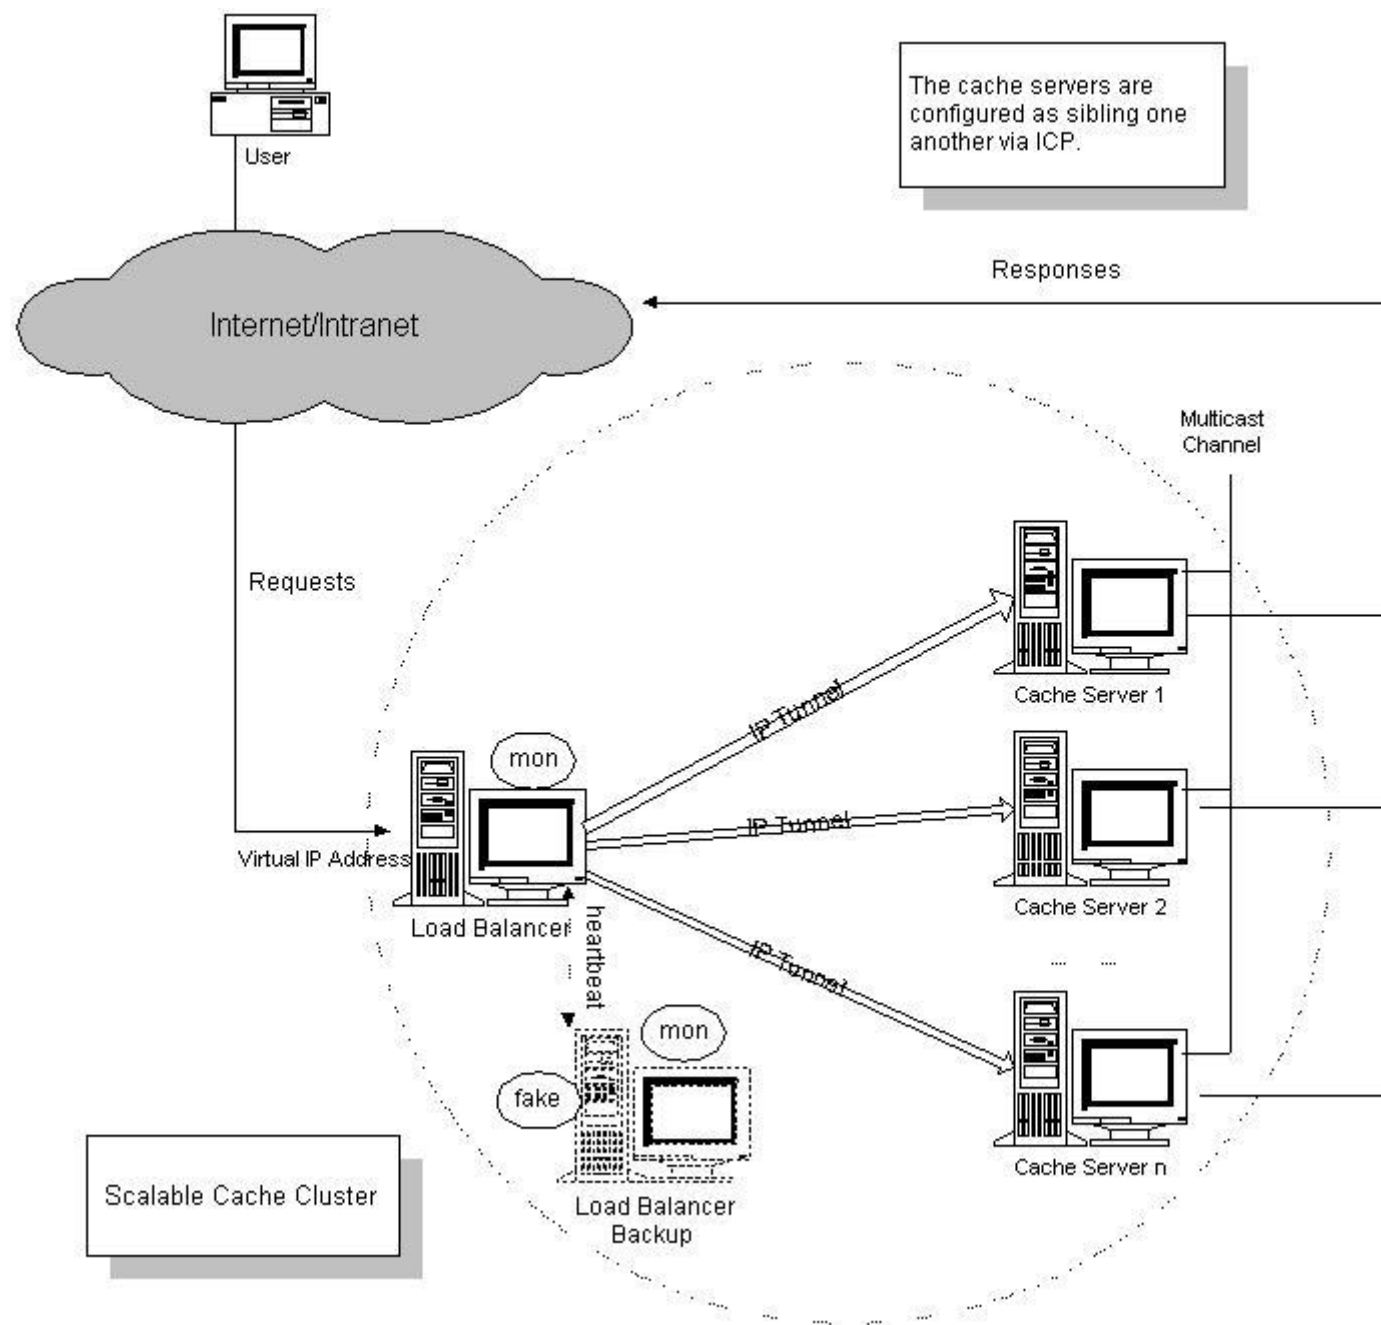 User
The cache servers are
configured as sibling one
another via ICP.
Responses
Internet/Intranet
Multicast
Channel
Requests
IP Tunnel
Cache Server 1
mon
IP Tunnel
Virtual IP Address
Load Balancer
heartbeat
Cache Server 2
IP Tunnel
... ...
mon
fake
Cache Server n
Scalable Cache Cluster
Load Balancer
Backup